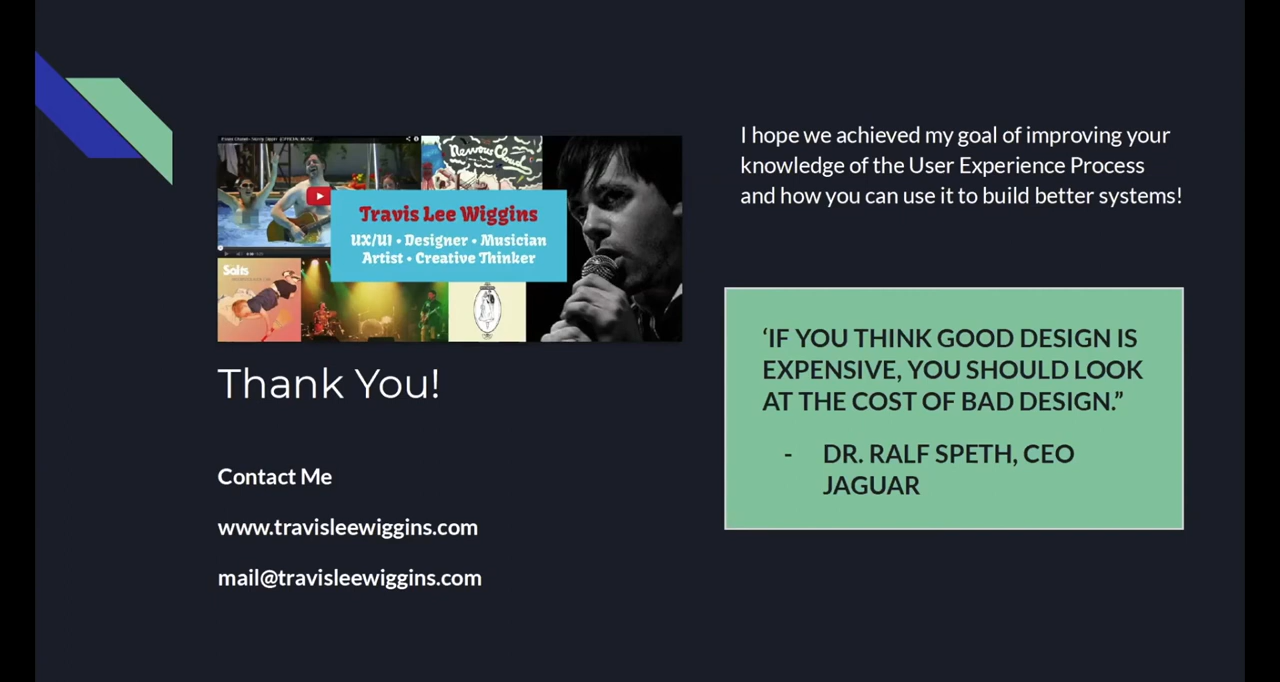 Nervous Cloud
Travis Lee Wiggins
UX/UI • Designer • Musician
Artist • Creative Thinker
Salts
Thank You!
Contact Me
www.travisleewiggins.com
mail@travisleewiggins.com
I hope we achieved my goal of improving your
knowledge of the User Experience Process
and how you can use it to build better systems!
‘IF YOU THINK GOOD DESIGN IS
EXPENSIVE, YOU SHOULD LOOK
AT THE COST OF BAD DESIGN.”
- DR. RALF SPETH, CEO
JAGUAR